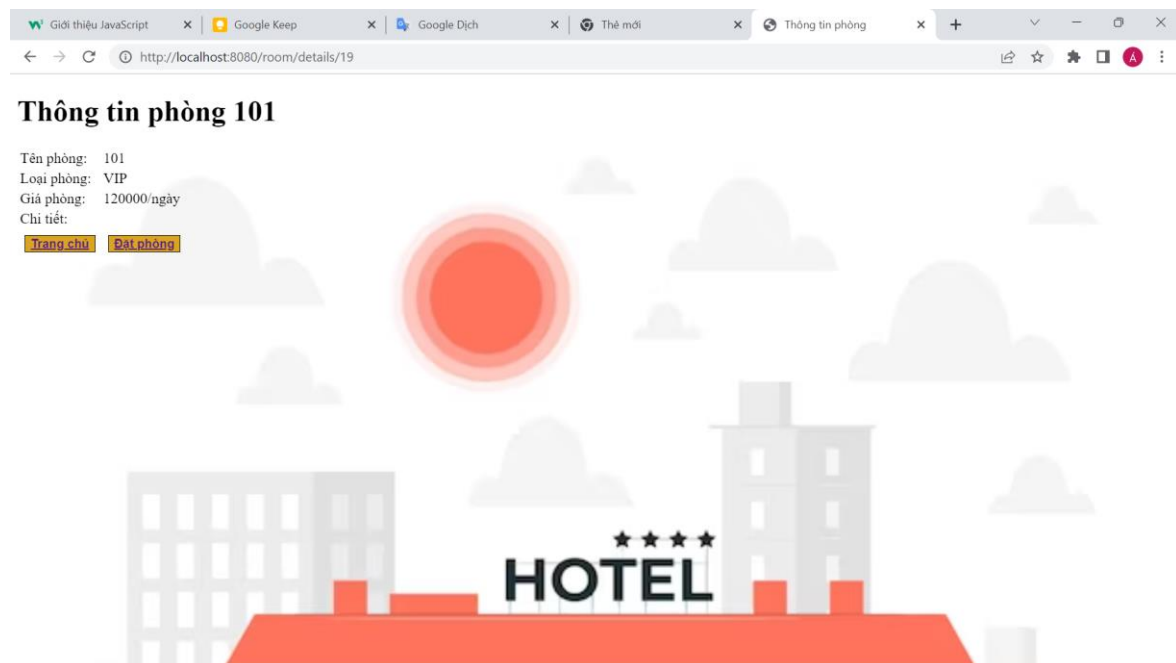 Giới thiệu JavaScript
Google Keep
Google Dịch
Thẻ mới
Thông tin phòng
http://localhost:8080/room/details/19
A
Thông tin phòng 101
Tên phòng: 101
Loại phòng: VIP
Giá phòng: 120000/ngày
Chi tiết:
Trang chủ Đặt phòng
HOTEL